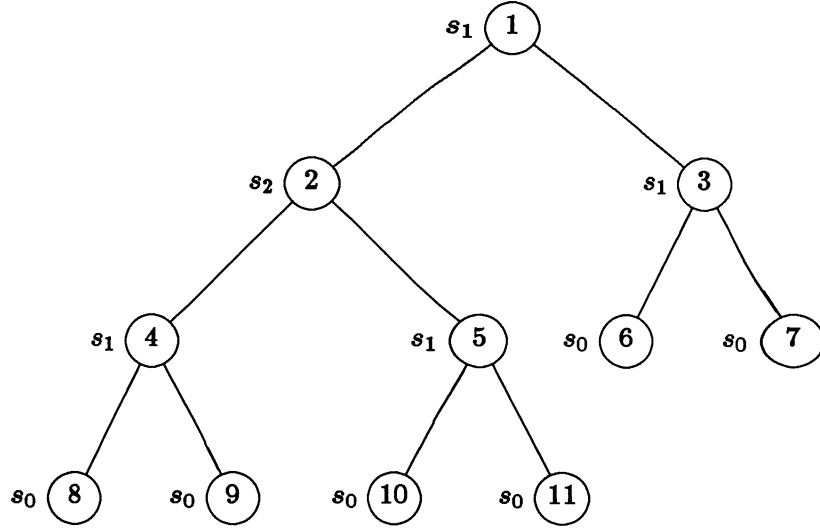 s₁ 1
s₂ 2 s₁ 3
s₁ 4 s₁ 5 s₀ 6 s₀ 7
s₀ 8 s₀ 9 s₀ 10 s₀ 11